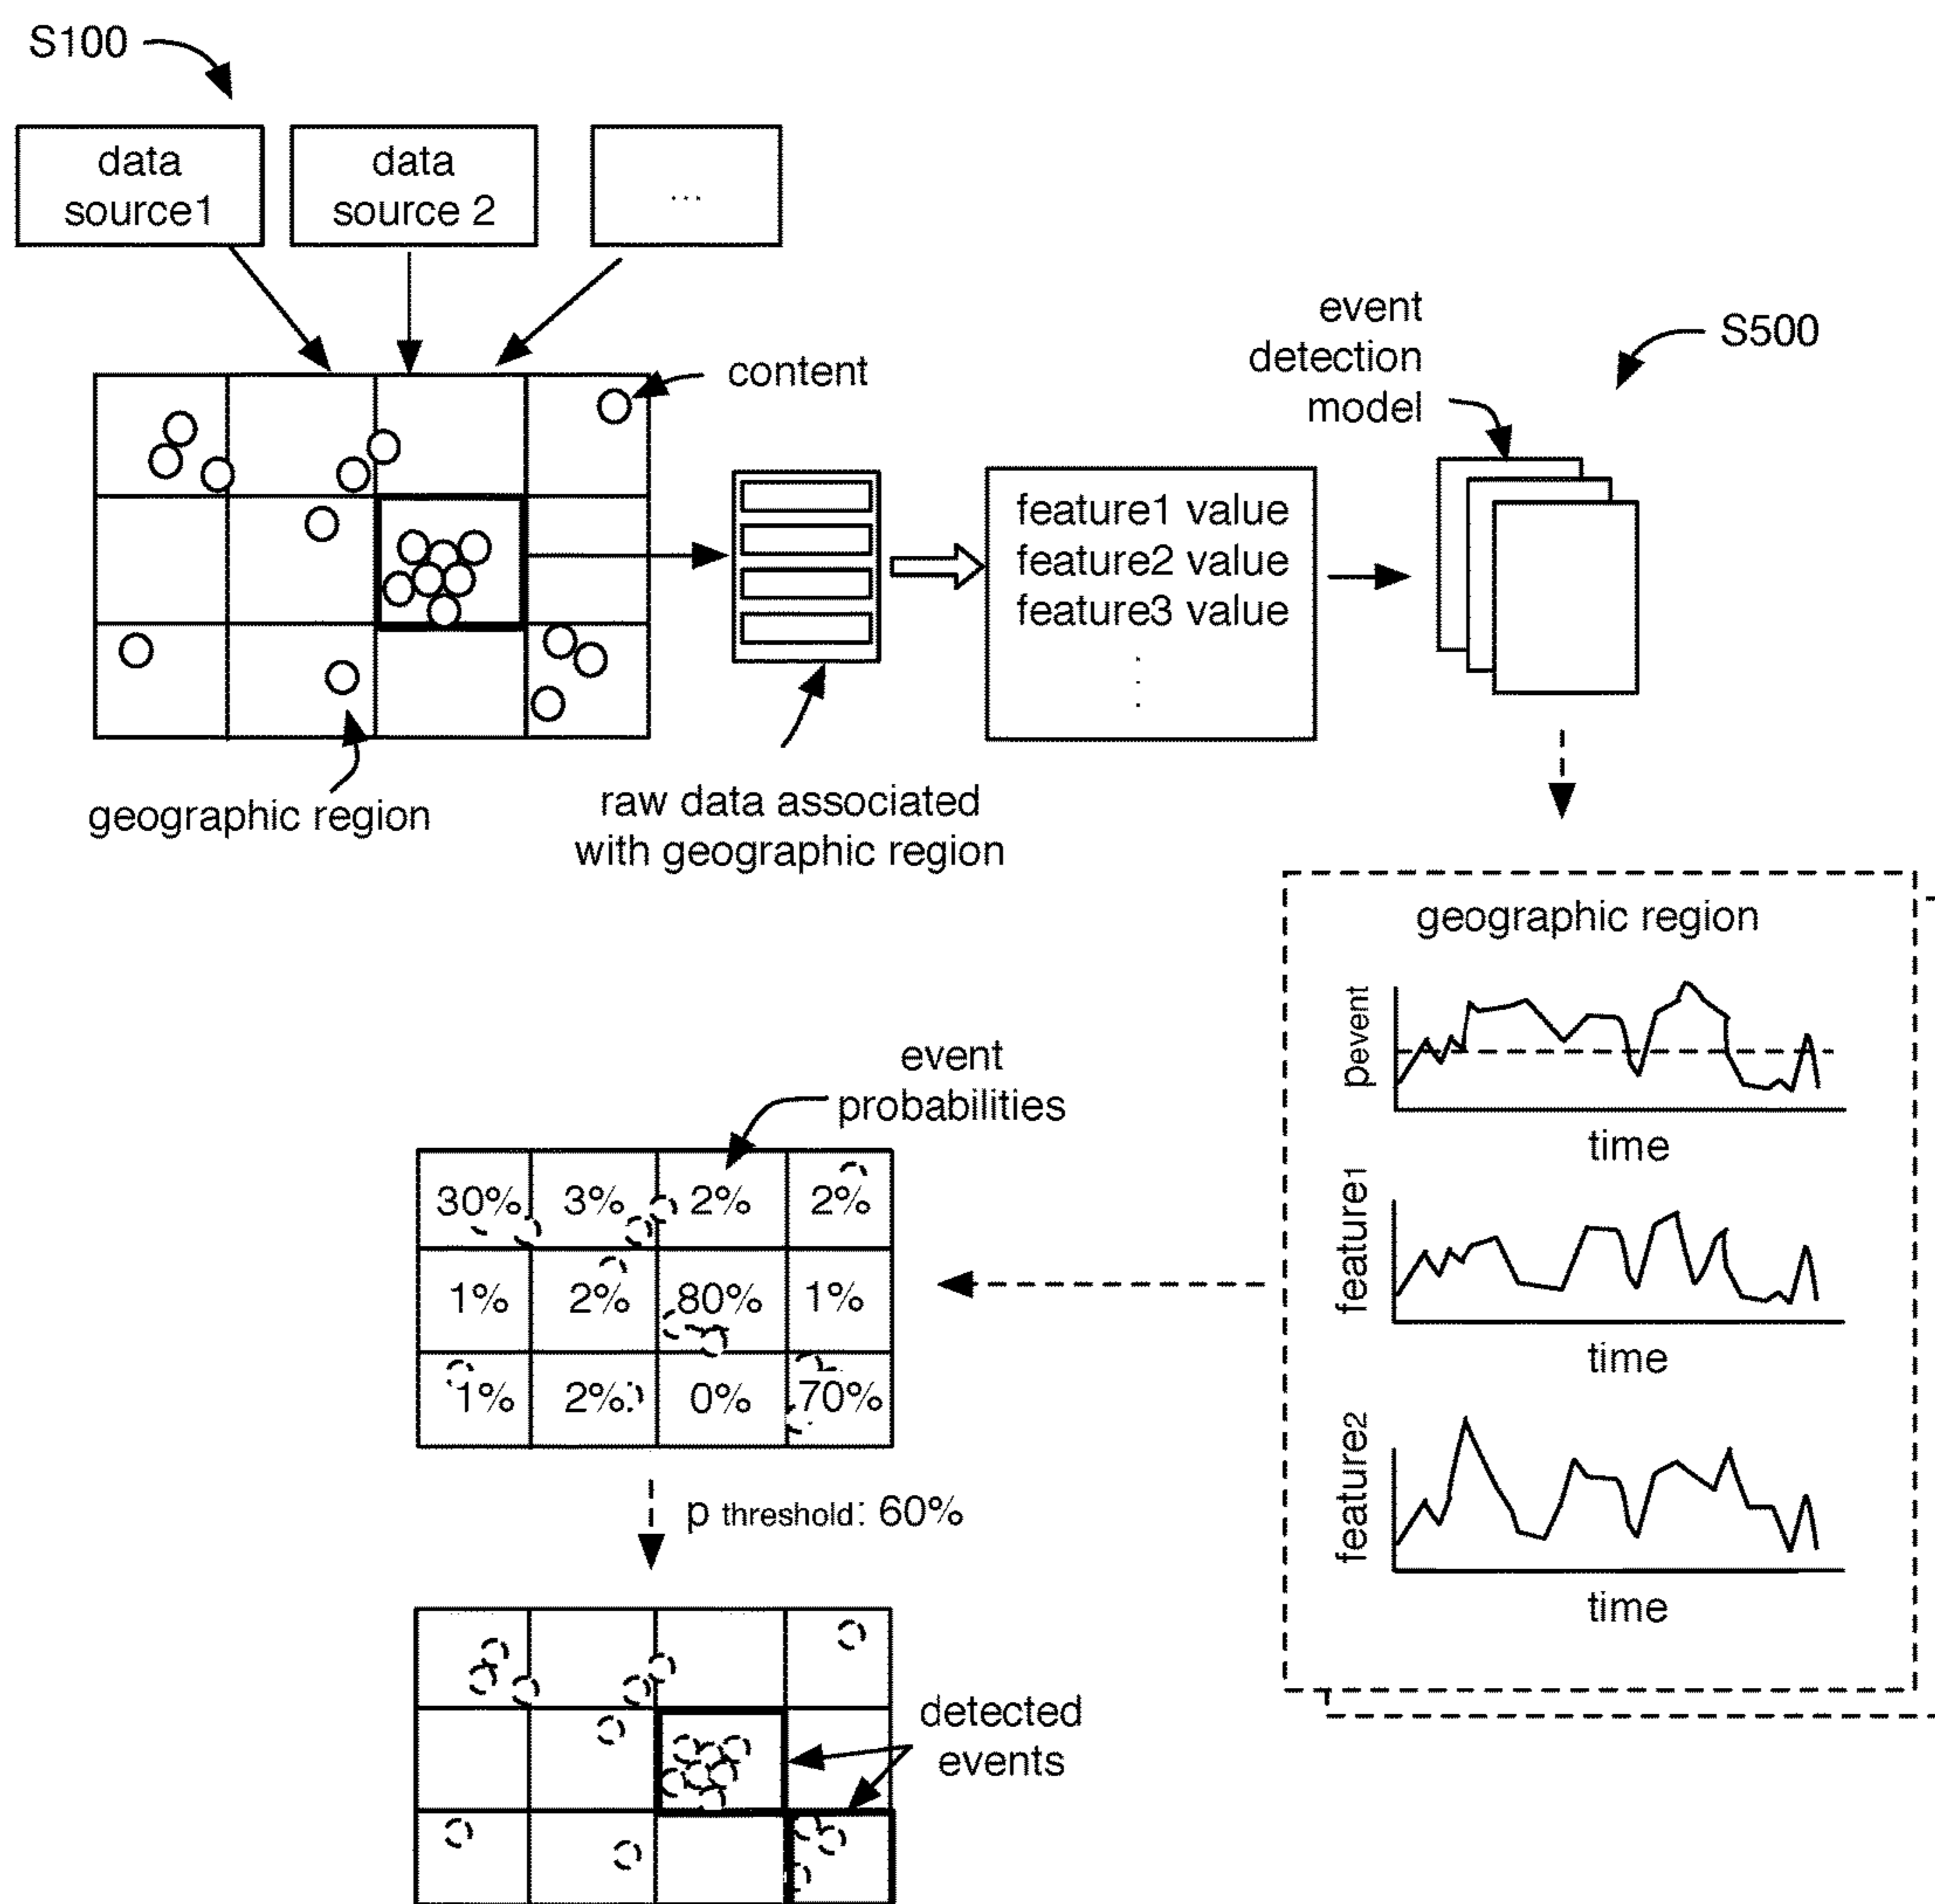 S100
data
source1
data
source 2
...
content
event
detection
model
S500
feature1 value
feature2 value
feature3 value
geographic region
raw data associated
with geographic region
geographic region
pevent
time
feature1
time
feature2
time
event
probabilities
30% 3% 2% 2%
1% 2% 80% 1%
1% 2% 0% 70%
p threshold: 60%
detected
events